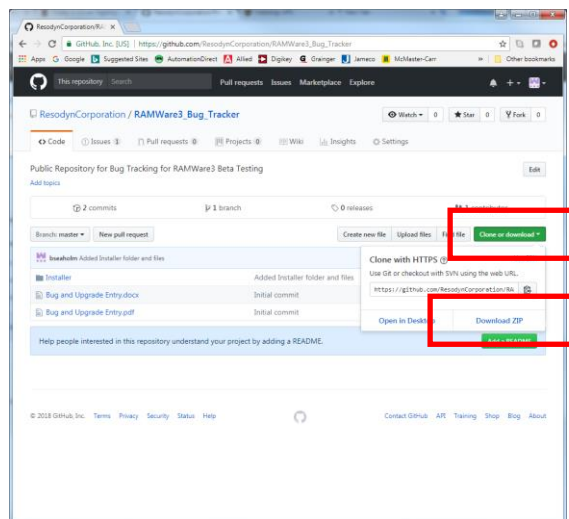 ResodynCorporation/RA
GitHub, Inc. [US] | https://github.com/ResodynCorporation/RAMWare3_Bug_Tracker
Apps Google Suggested Sites AutomationDirect Allied Digikey Grainger Jameco McMaster-Carr » Other bookmarks
This repository Search Pull requests Issues Marketplace Explore
ResodynCorporation / RAMWare3_Bug_Tracker Watch 0 Star 0 Fork 0
Code Issues 1 Pull requests 0 Projects 0 Wiki Insights Settings
Public Repository for Bug Tracking for RAMWare3 Beta Testing Edit
Add topics
2 commits 1 branch 0 releases
Branch: master New pull request Create new file Upload files Clone or download
Added Installer folder and files
Installer Added Installer folder and files
Bug and Upgrade Entry.docx Initial commit
Bug and Upgrade Entry.pdf Initial commit
Clone with HTTPS
Use Git or checkout with SVN using the web URL.
https://github.com/ResodynCorporation/RA
Open in Desktop Download ZIP
Help people interested in this repository understand your project by adding a README. Add a README
© 2018 GitHub, Inc. Terms Privacy Security Status Help Contact GitHub API Training Shop Blog About